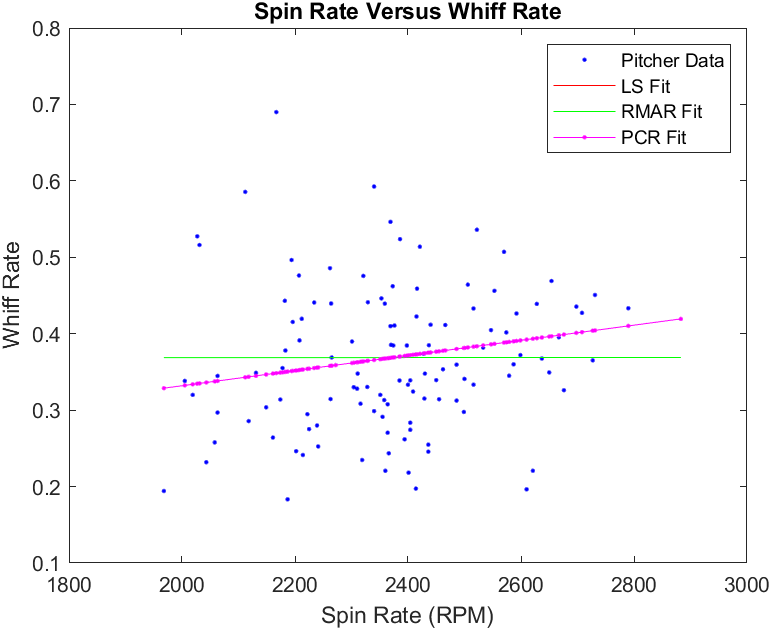 Spin Rate Versus Whiff Rate
0.8
0.7
0.6
0.5
0.4
0.3
0.2
0.1
Whiff Rate
Pitcher Data
LS Fit
RMAR Fit
PCR Fit
1800 2000 2200 2400 2600 2800 3000
Spin Rate (RPM)